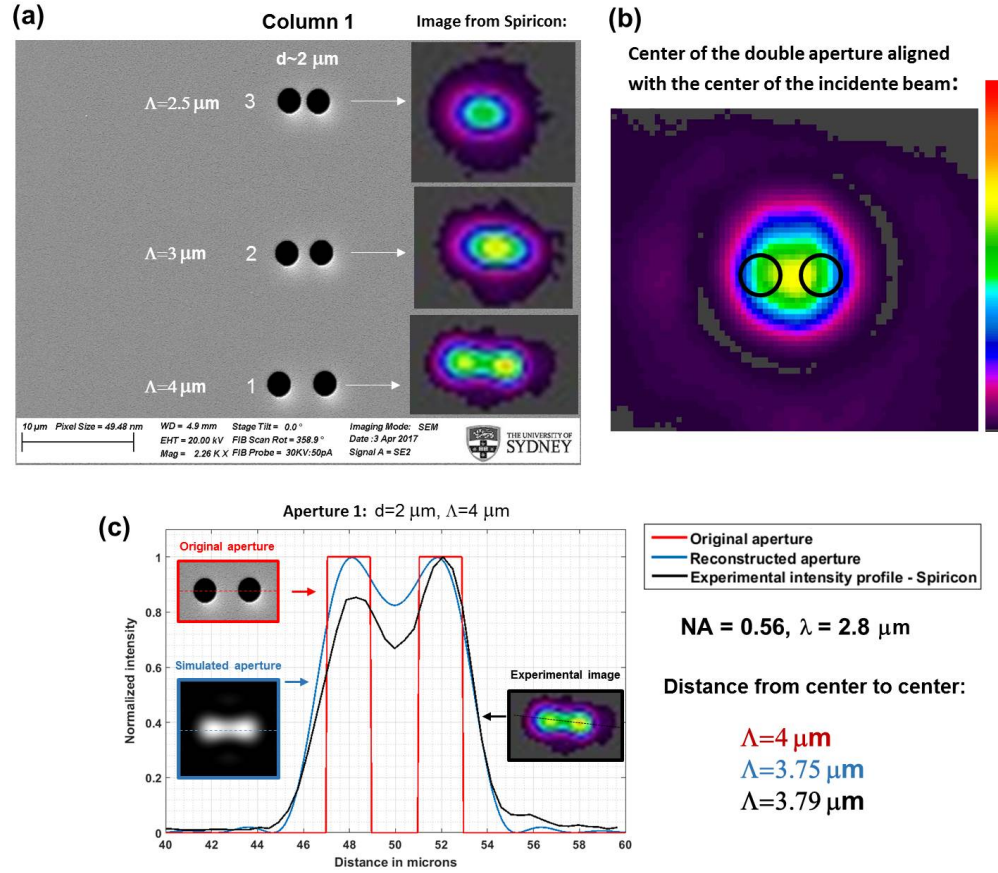 (a)
Column 1
Image from Spiricon:
d~2 μm
Λ=2.5 μm
3
Λ=3 μm
2
Λ=4 μm
1
10 μm Pixel Size = 49.48 nm
WD = 4.9 mm Stage Tilt = 0.0 ° Imaging Mode: SEM
EHT = 20.00 kV FIB Scan Rot = 358.9 ° Date :3 Apr 2017
Mag = 2.26 K X FIB Probe = 30KV:50pA Signal A = SE2
THE UNIVERSITY OF
SYDNEY
(b)
Center of the double aperture aligned
with the center of the incidente beam:
(c)
Aperture 1: d=2 μm, Λ=4 μm
Original aperture
Simulated aperture
Experimental image
Normalized intensity
1
0.8
0.6
0.4
0.2
0
40 42 44 46 48 50 52 54 56 58 60
Distance in microns
Original aperture
Reconstructed aperture
Experimental intensity profile - Spiricon
NA = 0.56, λ = 2.8 μm
Distance from center to center:
Λ=4 μm
Λ=3.75 μm
Λ=3.79 μm